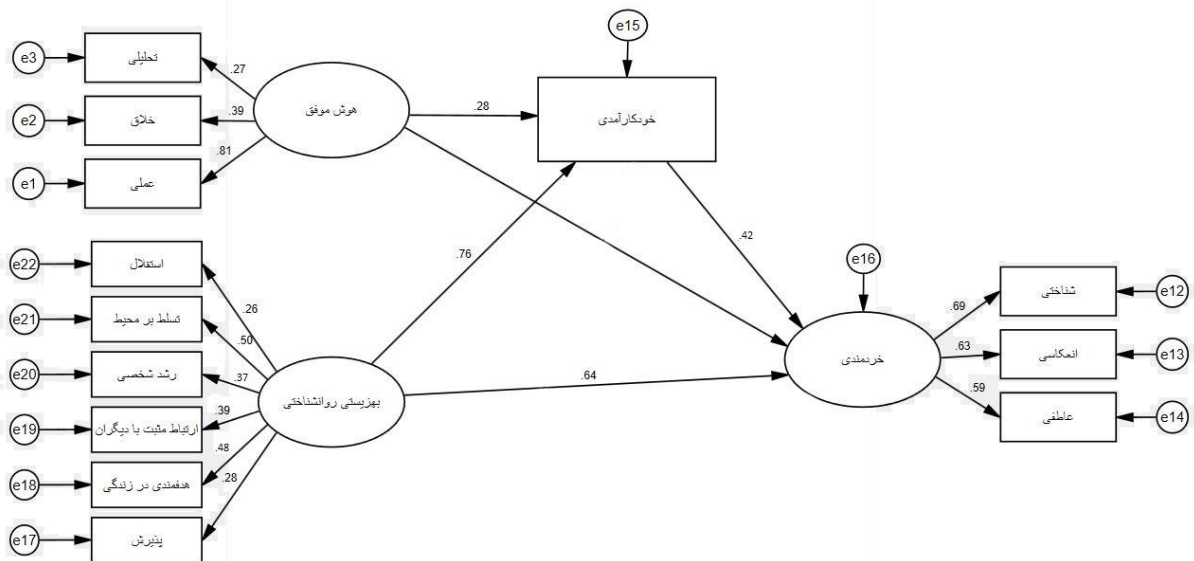 e15
e3
تحلیلی
.27
هوش موفق
e2
خلاق
.39
.28
خودکارآمدی
e1
عملی
.81
e22
استقلال
.26
.76
.42
e16
e21
تسلط بر محیط
.50
e20
رشد شخصی
.37
بهزیستی روانشناختی
.64
خردمندی
.69
شناختی
e12
.63
انعکاسی
e13
.59
عاطفی
e14
e19
ارتباط مثبت با دیگران
.39
e18
هدفمندی در زندگی
.48
e17
پذیرش
.28